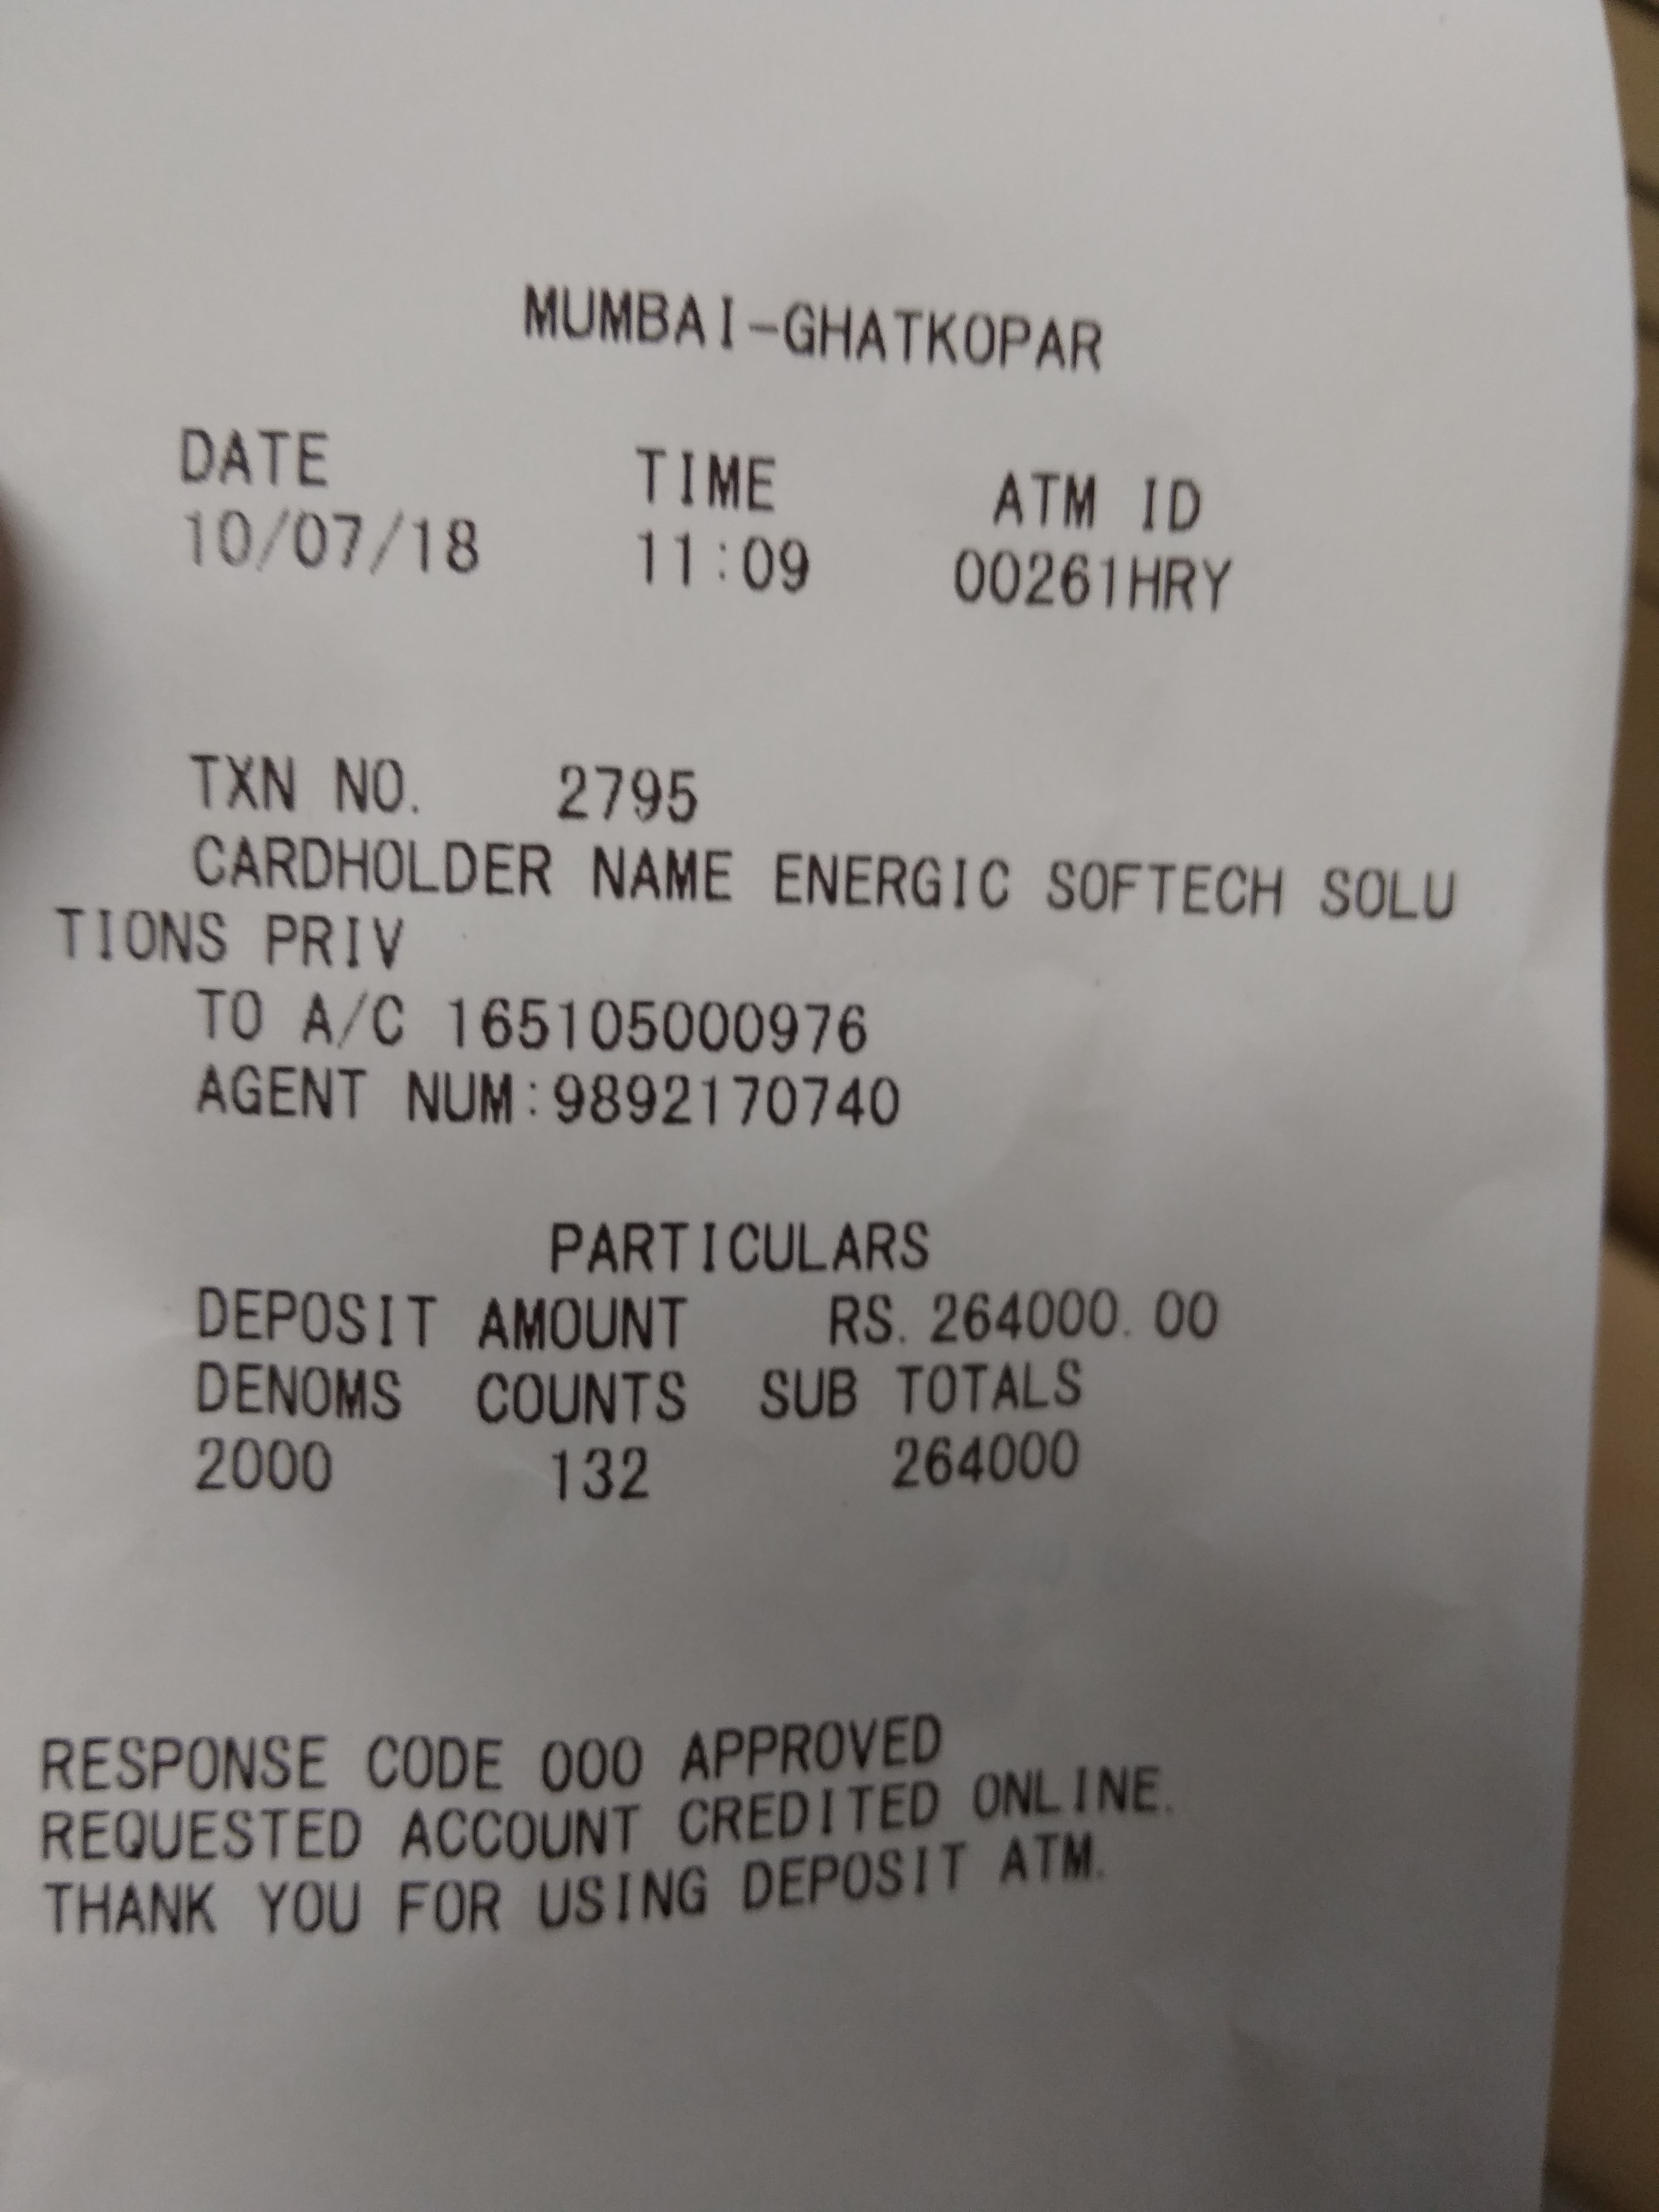 MUMBAI-GHATKOPAR
DATE TIME ATM ID
10/07/18 11:09 00261HRY
TXN NO. 2795
CARDHOLDER NAME ENERGIC SOFTECH SOLU
TIONS PRIV
TO A/C 165105000976
AGENT NUM:9892170740
PARTICULARS
DEPOSIT AMOUNT RS. 264000.00
DENOMS COUNTS SUB TOTALS
2000 132 264000
RESPONSE CODE 000 APPROVED
REQUESTED ACCOUNT CREDITED ONLINE.
THANK YOU FOR USING DEPOSIT ATM.